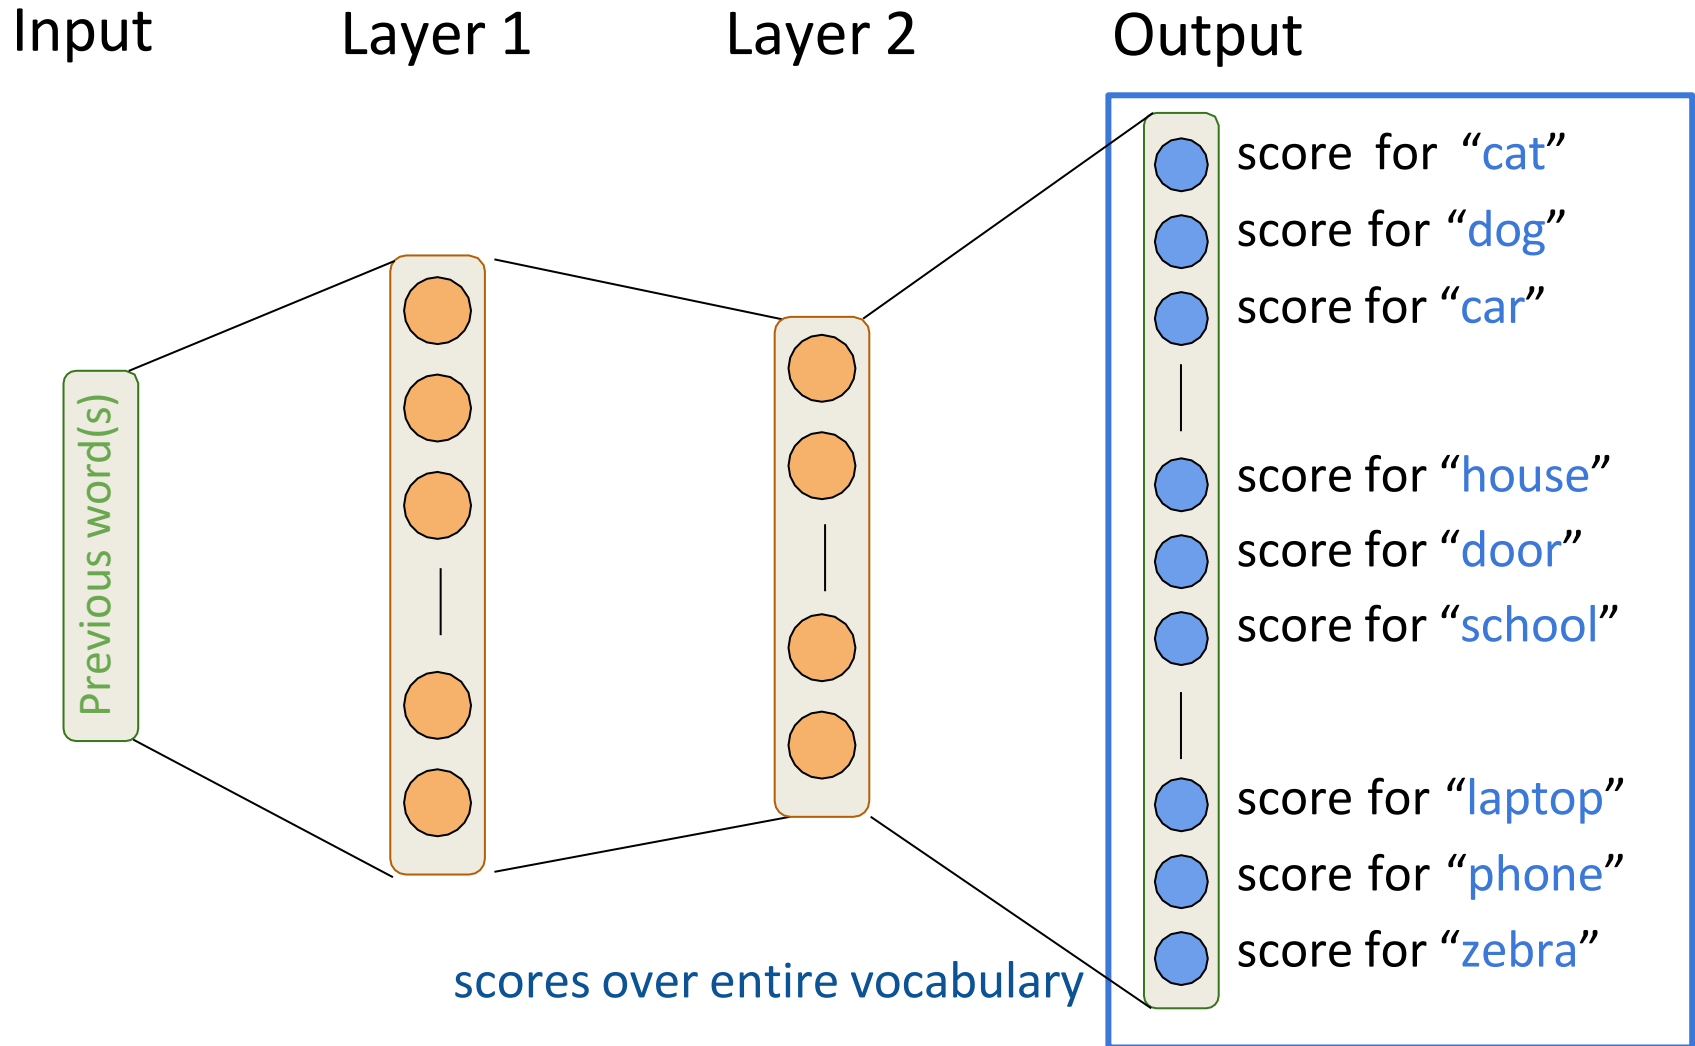 Input
Layer 1
Layer 2
Output
Previous word(s)
score for “cat”
score for “dog”
score for “car”
score for “house”
score for “door”
score for “school”
score for “laptop”
score for “phone”
score for “zebra”
scores over entire vocabulary